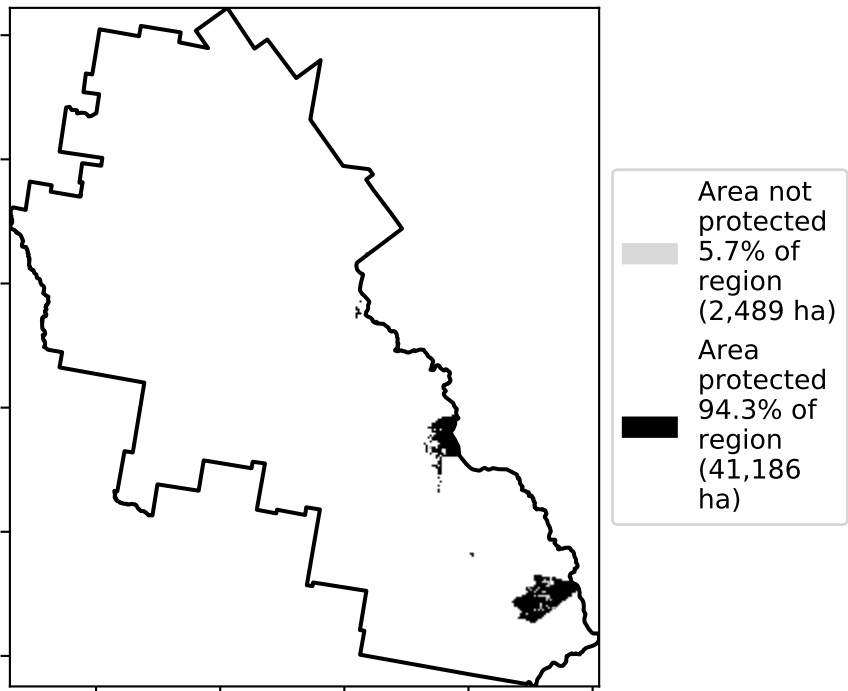 Area not
protected
5.7% of
region
(2,489 ha)
Area
protected
94.3% of
region
(41,186
ha)